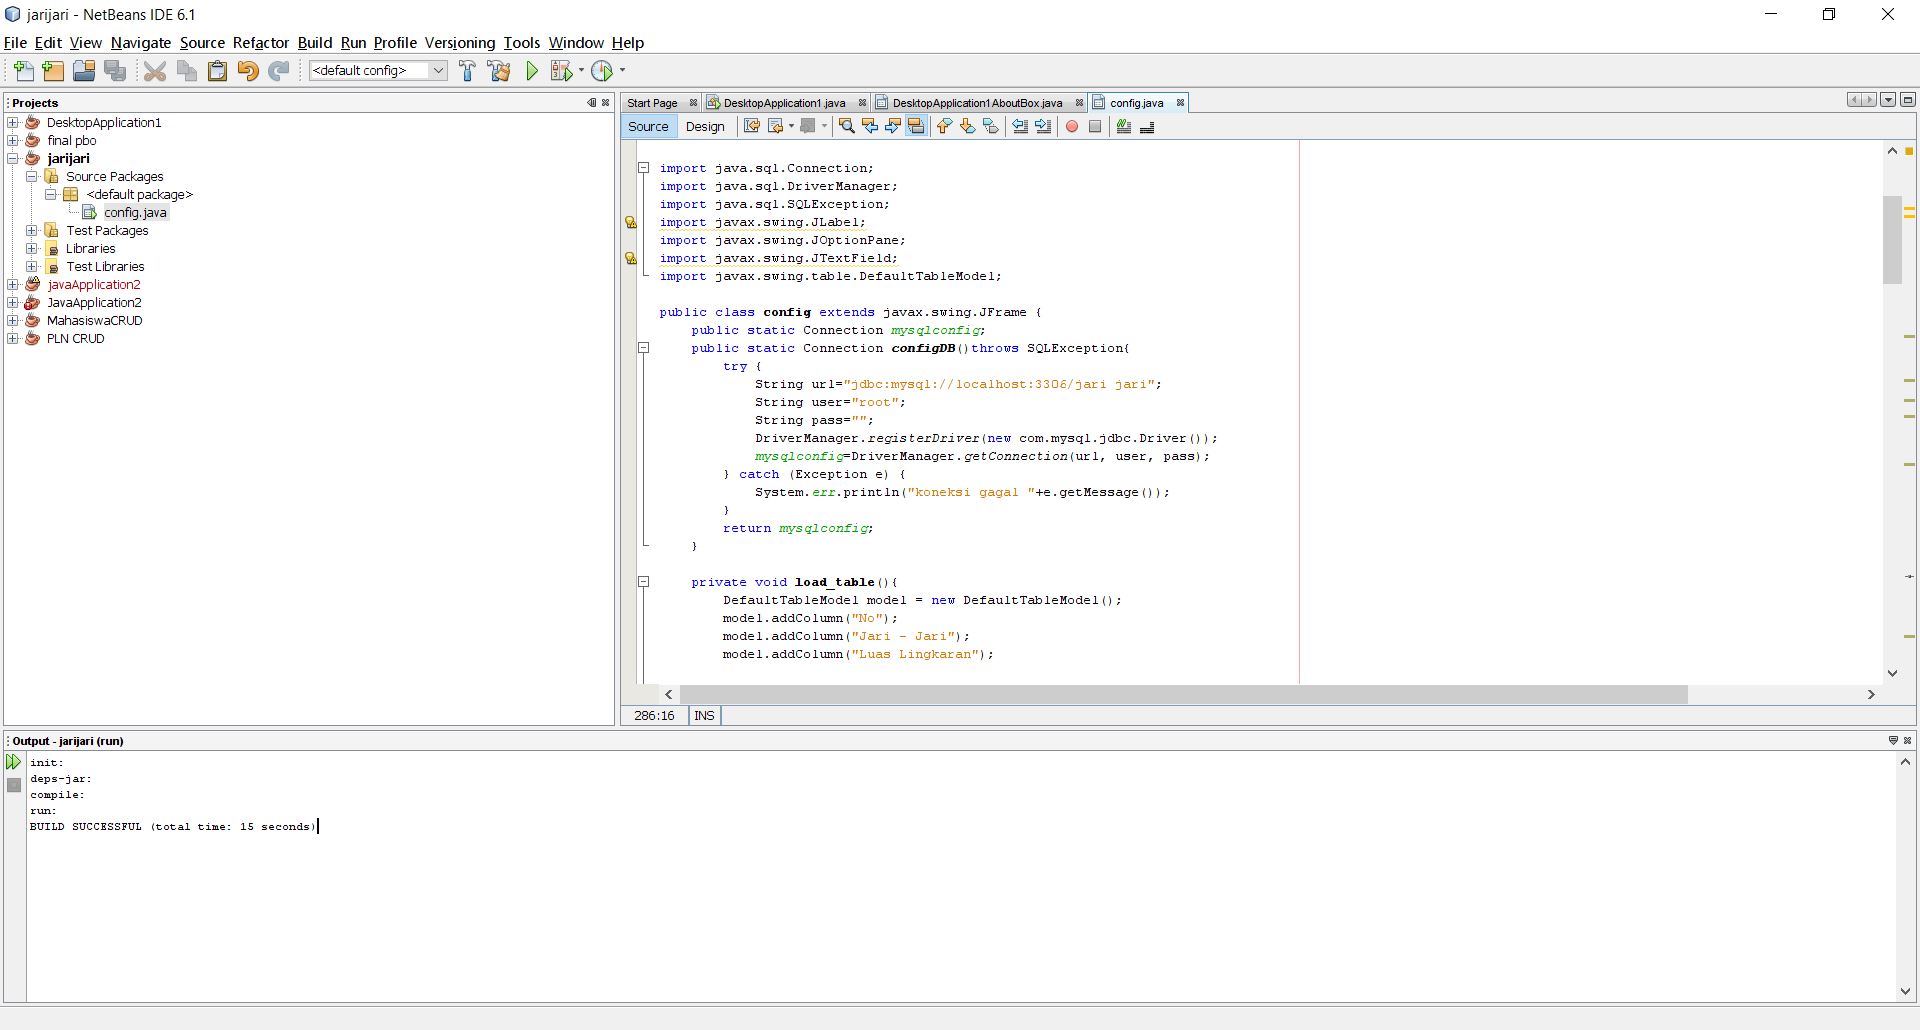 jarijari - NetBeans IDE 6.1
File Edit View Navigate Source Refactor Build Run Profile Versioning Tools Window Help
<default config>
Projects
DesktopApplication1
final pbo
jarijari
Source Packages
<default package>
config.java
Test Packages
Libraries
Test Libraries
javaApplication2
JavaApplication2
MahasiswaCRUD
PLN CRUD
Start Page DesktopApplication1.java DesktopApplication1AboutBox.java config.java
Source Design
import java.sql.Connection;
import java.sql.DriverManager;
import java.sql.SQLException;
import javax.swing.JLabel;
import javax.swing.JOptionPane;
import javax.swing.JTextField;
import javax.swing.table.DefaultTableModel;
public class config extends javax.swing.JFrame {
public static Connection mysqlconfig;
public static Connection configDB()throws SQLException{
try {
String url="jdbc:mysql://localhost:3306/jari jari";
String user="root";
String pass="";
DriverManager.registerDriver(new com.mysql.jdbc.Driver());
mysqlconfig=DriverManager.getConnection(url, user, pass);
} catch (Exception e) {
System.err.println("koneksi gagal "+e.getMessage());
}
return mysqlconfig;
}
private void load_table(){
DefaultTableModel model = new DefaultTableModel();
model.addColumn("No");
model.addColumn("Jari - Jari");
model.addColumn("Luas Lingkaran");
286:16 INS
Output - jarijari (run)
init:
deps-jar:
compile:
run:
BUILD SUCCESSFUL (total time: 15 seconds)